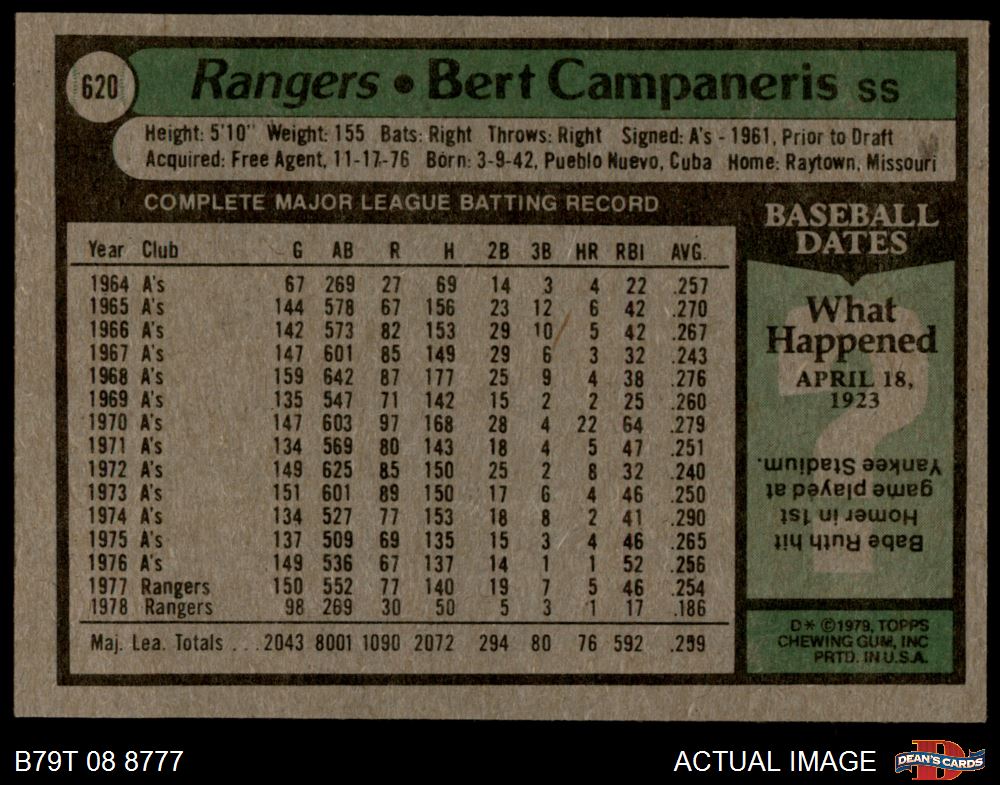 620
Rangers • Bert Campaneris SS
Height: 5'10" Weight: 155 Bats: Right Throws: Right Signed: A's - 1961, Prior to Draft
Acquired: Free Agent, 11-17-76 Born: 3-9-42, Pueblo Nuevo, Cuba Home: Raytown, Missouri
COMPLETE MAJOR LEAGUE BATTING RECORD
Year Club G AB R H 2B 3B HR RBI AVG.
1964 A's 67 269 27 69 14 3 4 22 .257
1965 A's 144 578 67 156 23 12 6 42 .270
1966 A's 142 573 82 153 29 10 5 42 .267
1967 A's 147 601 85 149 29 6 3 32 .243
1968 A's 159 642 87 177 25 9 4 38 .276
1969 A's 135 547 71 142 15 2 2 25 .260
1970 A's 147 603 97 168 28 4 22 64 .279
1971 A's 134 569 80 143 18 4 5 47 .251
1972 A's 149 625 85 150 25 2 8 32 .240
1973 A's 151 601 89 150 17 6 4 46 .250
1974 A's 134 527 77 153 18 8 2 41 .290
1975 A's 137 509 69 135 15 3 4 46 .265
1976 A's 149 536 67 137 14 1 1 52 .256
1977 Rangers 150 552 77 140 19 7 5 46 .254
1978 Rangers 98 269 30 50 5 3 1 17 .186
Maj. Lea. Totals ... 2043 8001 1090 2072 294 80 76 592 .259
BASEBALL
DATES
What
Happened
APRIL 18,
1923
?
Babe Ruth hit
Homer in 1st
game played at
Yankee Stadium.
D* ©1979, TOPPS
CHEWING GUM, INC
PRTD. IN U.S.A.
B79T 08 8777
ACTUAL IMAGE
DEAN'S CARDS